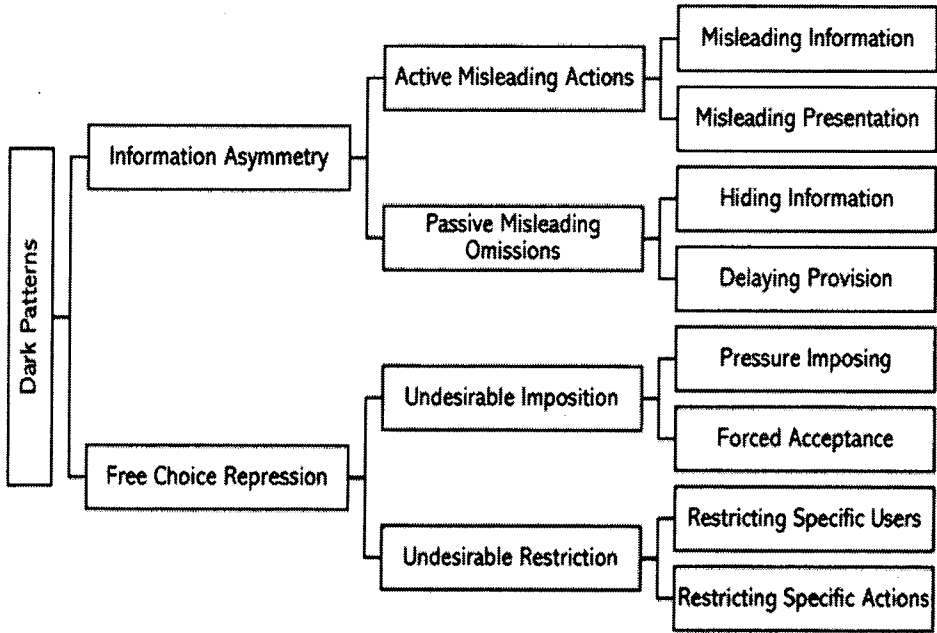 Dark Patterns
Information Asymmetry
Active Misleading Actions
Misleading Information
Misleading Presentation
Passive Misleading
Omissions
Hiding Information
Delaying Provision
Free Choice Repression
Undesirable Imposition
Pressure Imposing
Forced Acceptance
Undesirable Restriction
Restricting Specific Users
Restricting Specific Actions